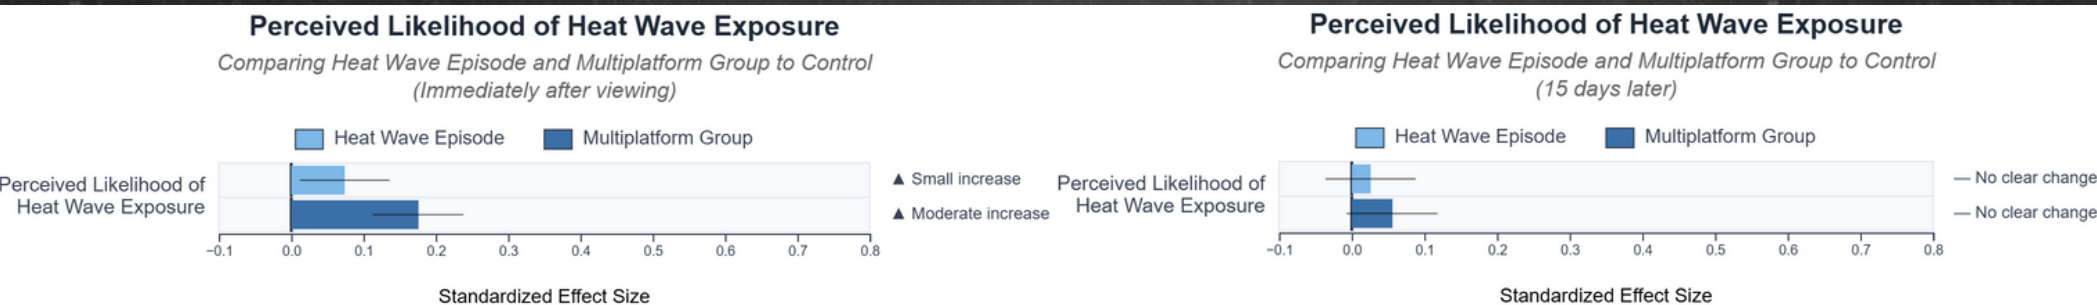 Perceived Likelihood of Heat Wave Exposure
Comparing Heat Wave Episode and Multiplatform Group to Control
(Immediately after viewing)
Heat Wave Episode
Multiplatform Group
Perceived Likelihood of
Heat Wave Exposure
▲ Small increase
▲ Moderate increase
−0.1 0.0 0.1 0.2 0.3 0.4 0.5 0.6 0.7 0.8
Standardized Effect Size
Perceived Likelihood of Heat Wave Exposure
Comparing Heat Wave Episode and Multiplatform Group to Control
(15 days later)
Heat Wave Episode
Multiplatform Group
Perceived Likelihood of
Heat Wave Exposure
— No clear change
— No clear change
−0.1 0.0 0.1 0.2 0.3 0.4 0.5 0.6 0.7 0.8
Standardized Effect Size